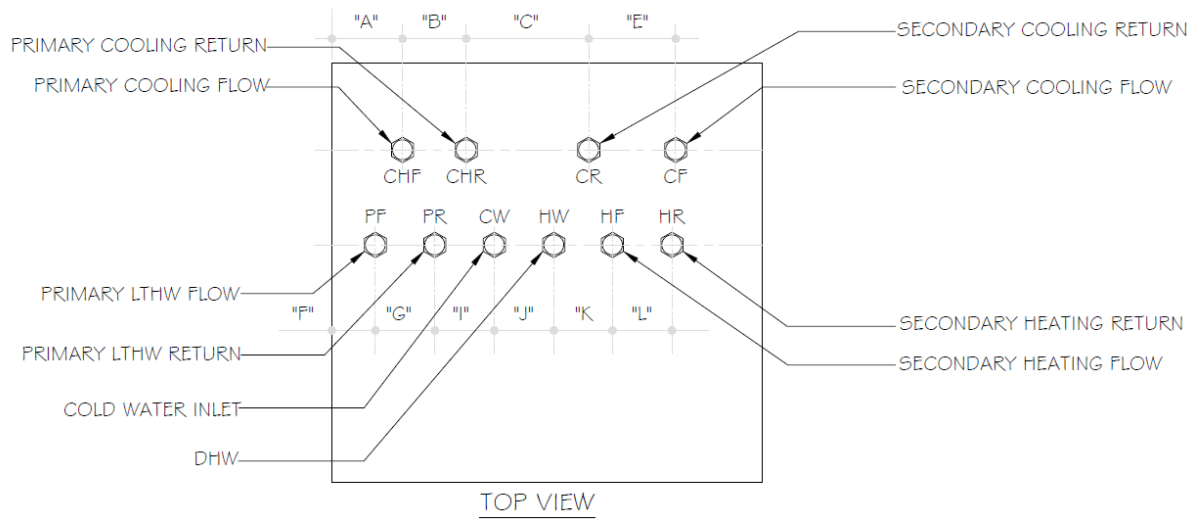 "A" "B" "C" "E"
PRIMARY COOLING RETURN
SECONDARY COOLING RETURN
PRIMARY COOLING FLOW
SECONDARY COOLING FLOW
CHF CHR CR CF
PF PR CW HW HF HR
PRIMARY LTHW FLOW
"F" "G" "I" "J" "K "L"
SECONDARY HEATING RETURN
PRIMARY LTHW RETURN
SECONDARY HEATING FLOW
COLD WATER INLET
DHW
TOP VIEW